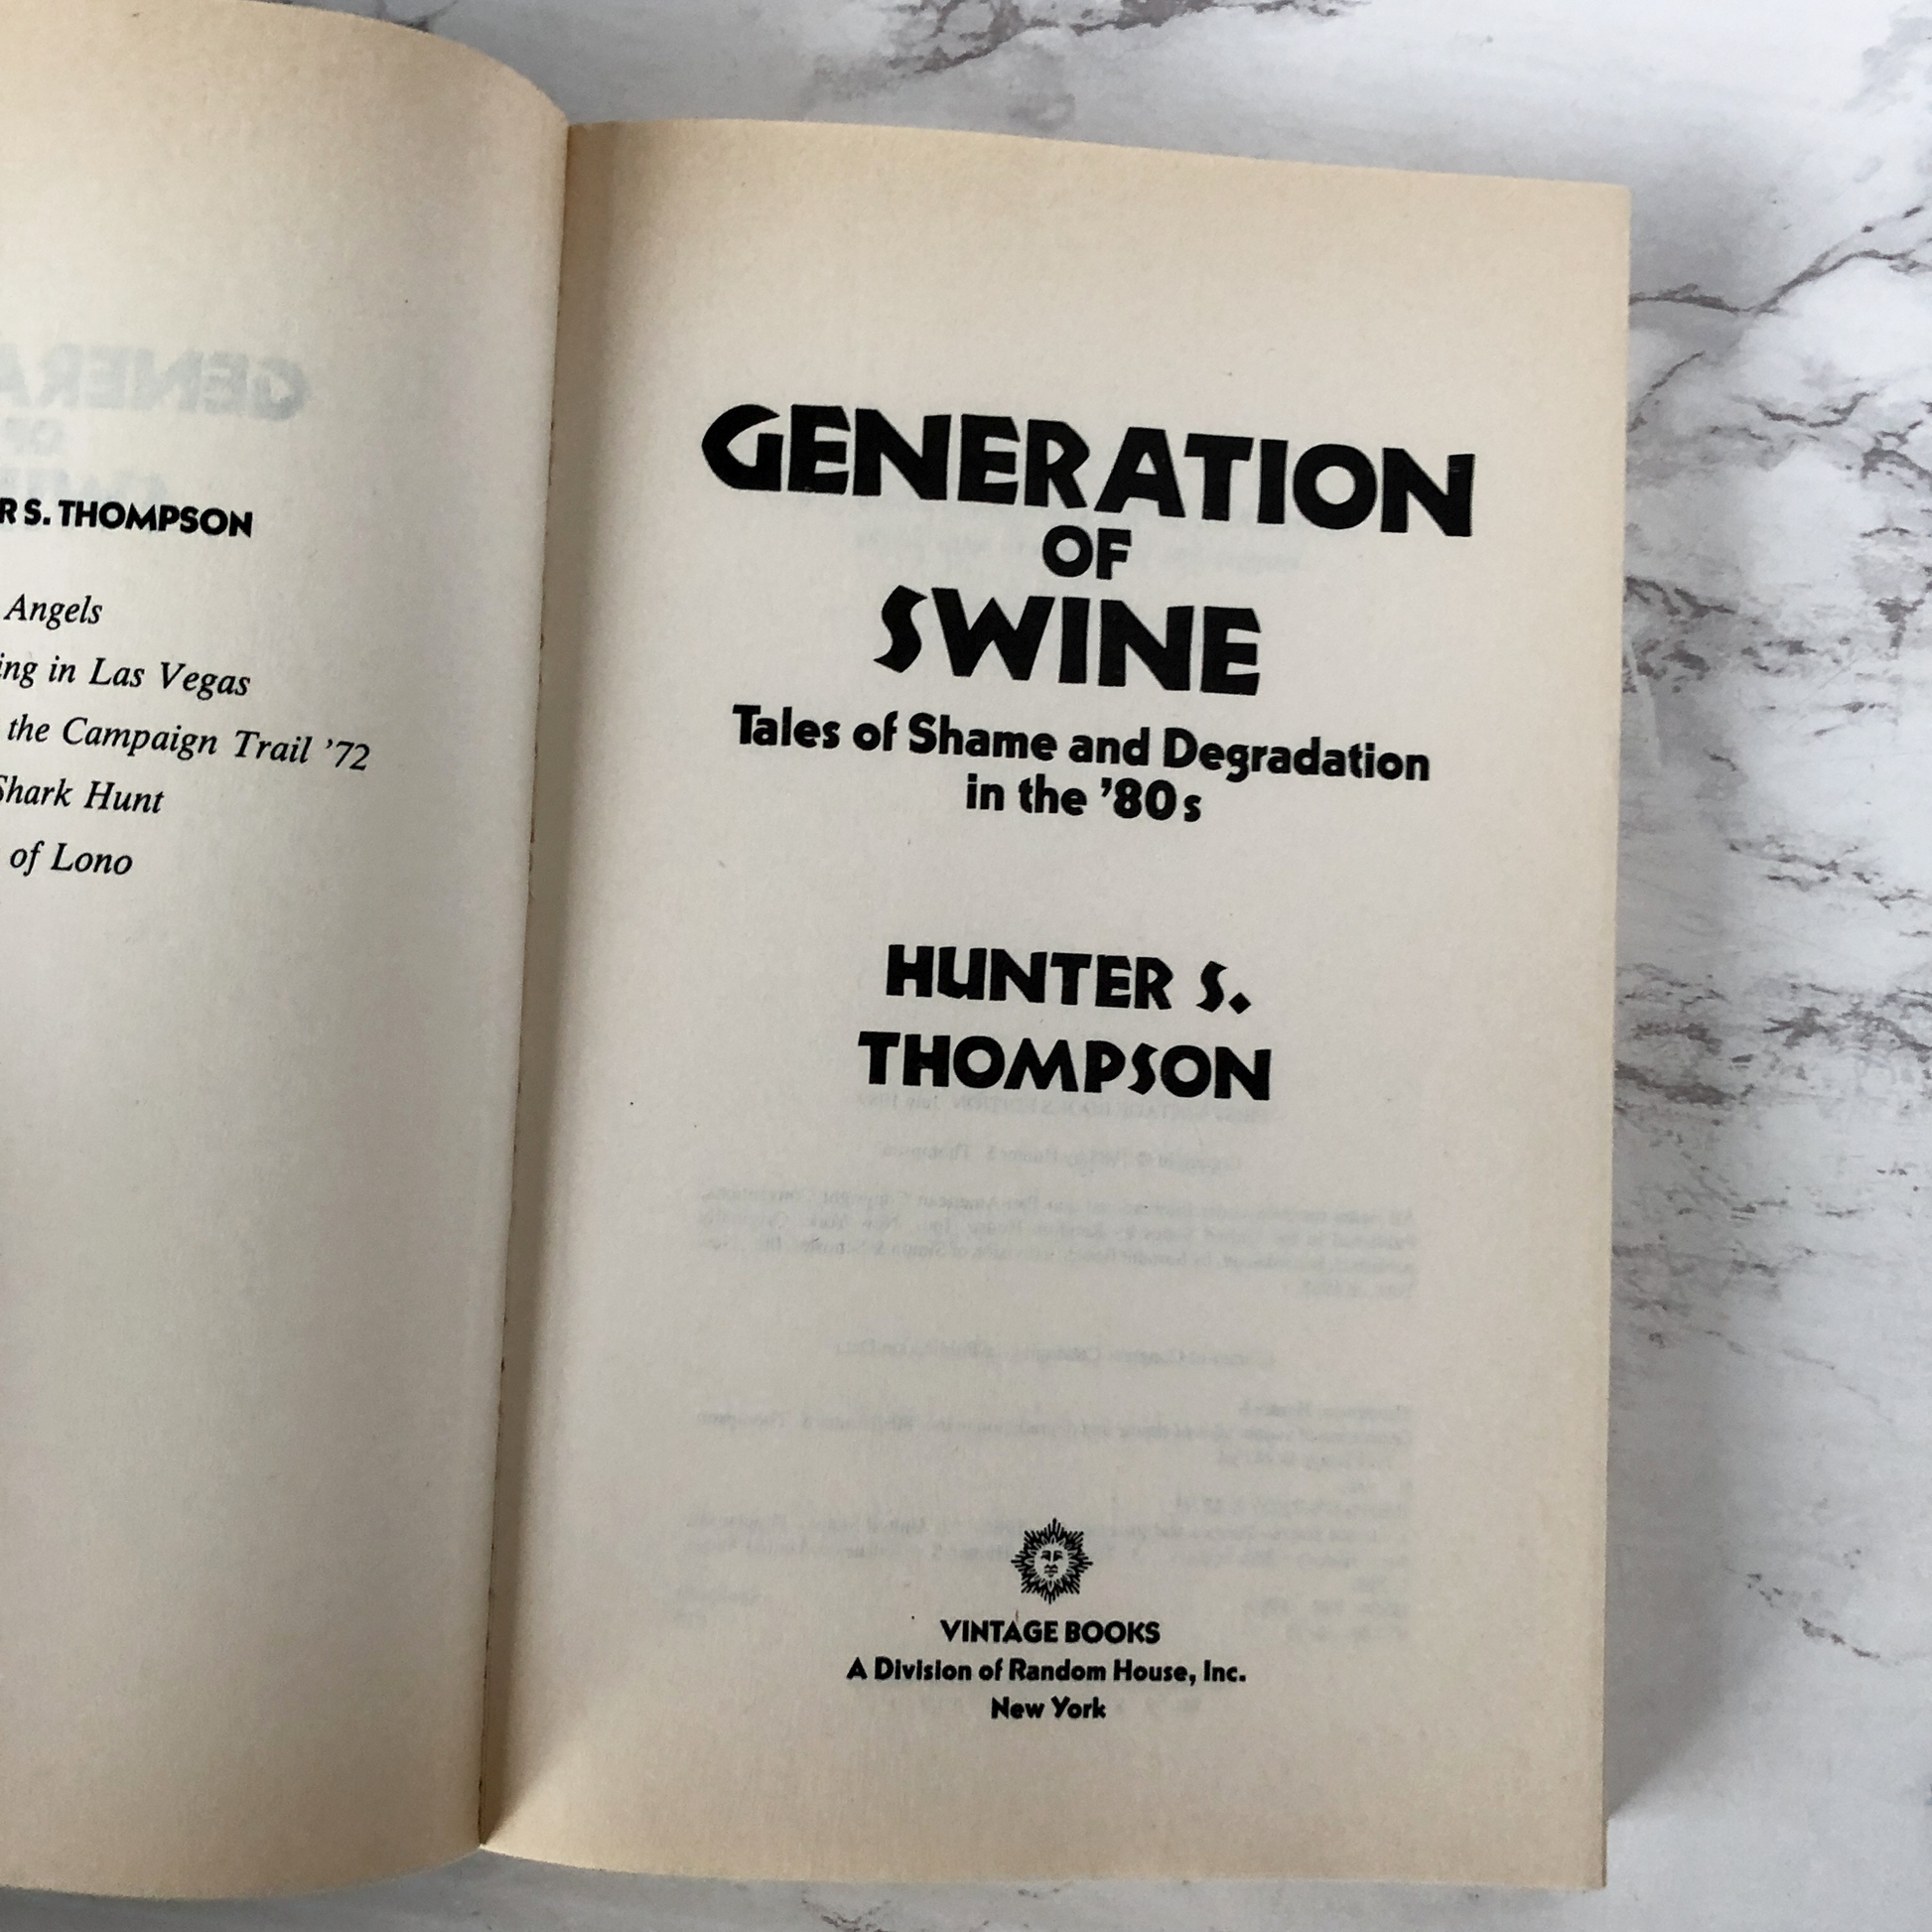 R S. THOMPSON
Angels
ing in Las Vegas
the Campaign Trail ’72
Shark Hunt
of Lono
GENERATION
OF
SWINE
Tales of Shame and Degradation
in the ’80s
HUNTER S.
THOMPSON
VINTAGE BOOKS
A Division of Random House, Inc.
New York